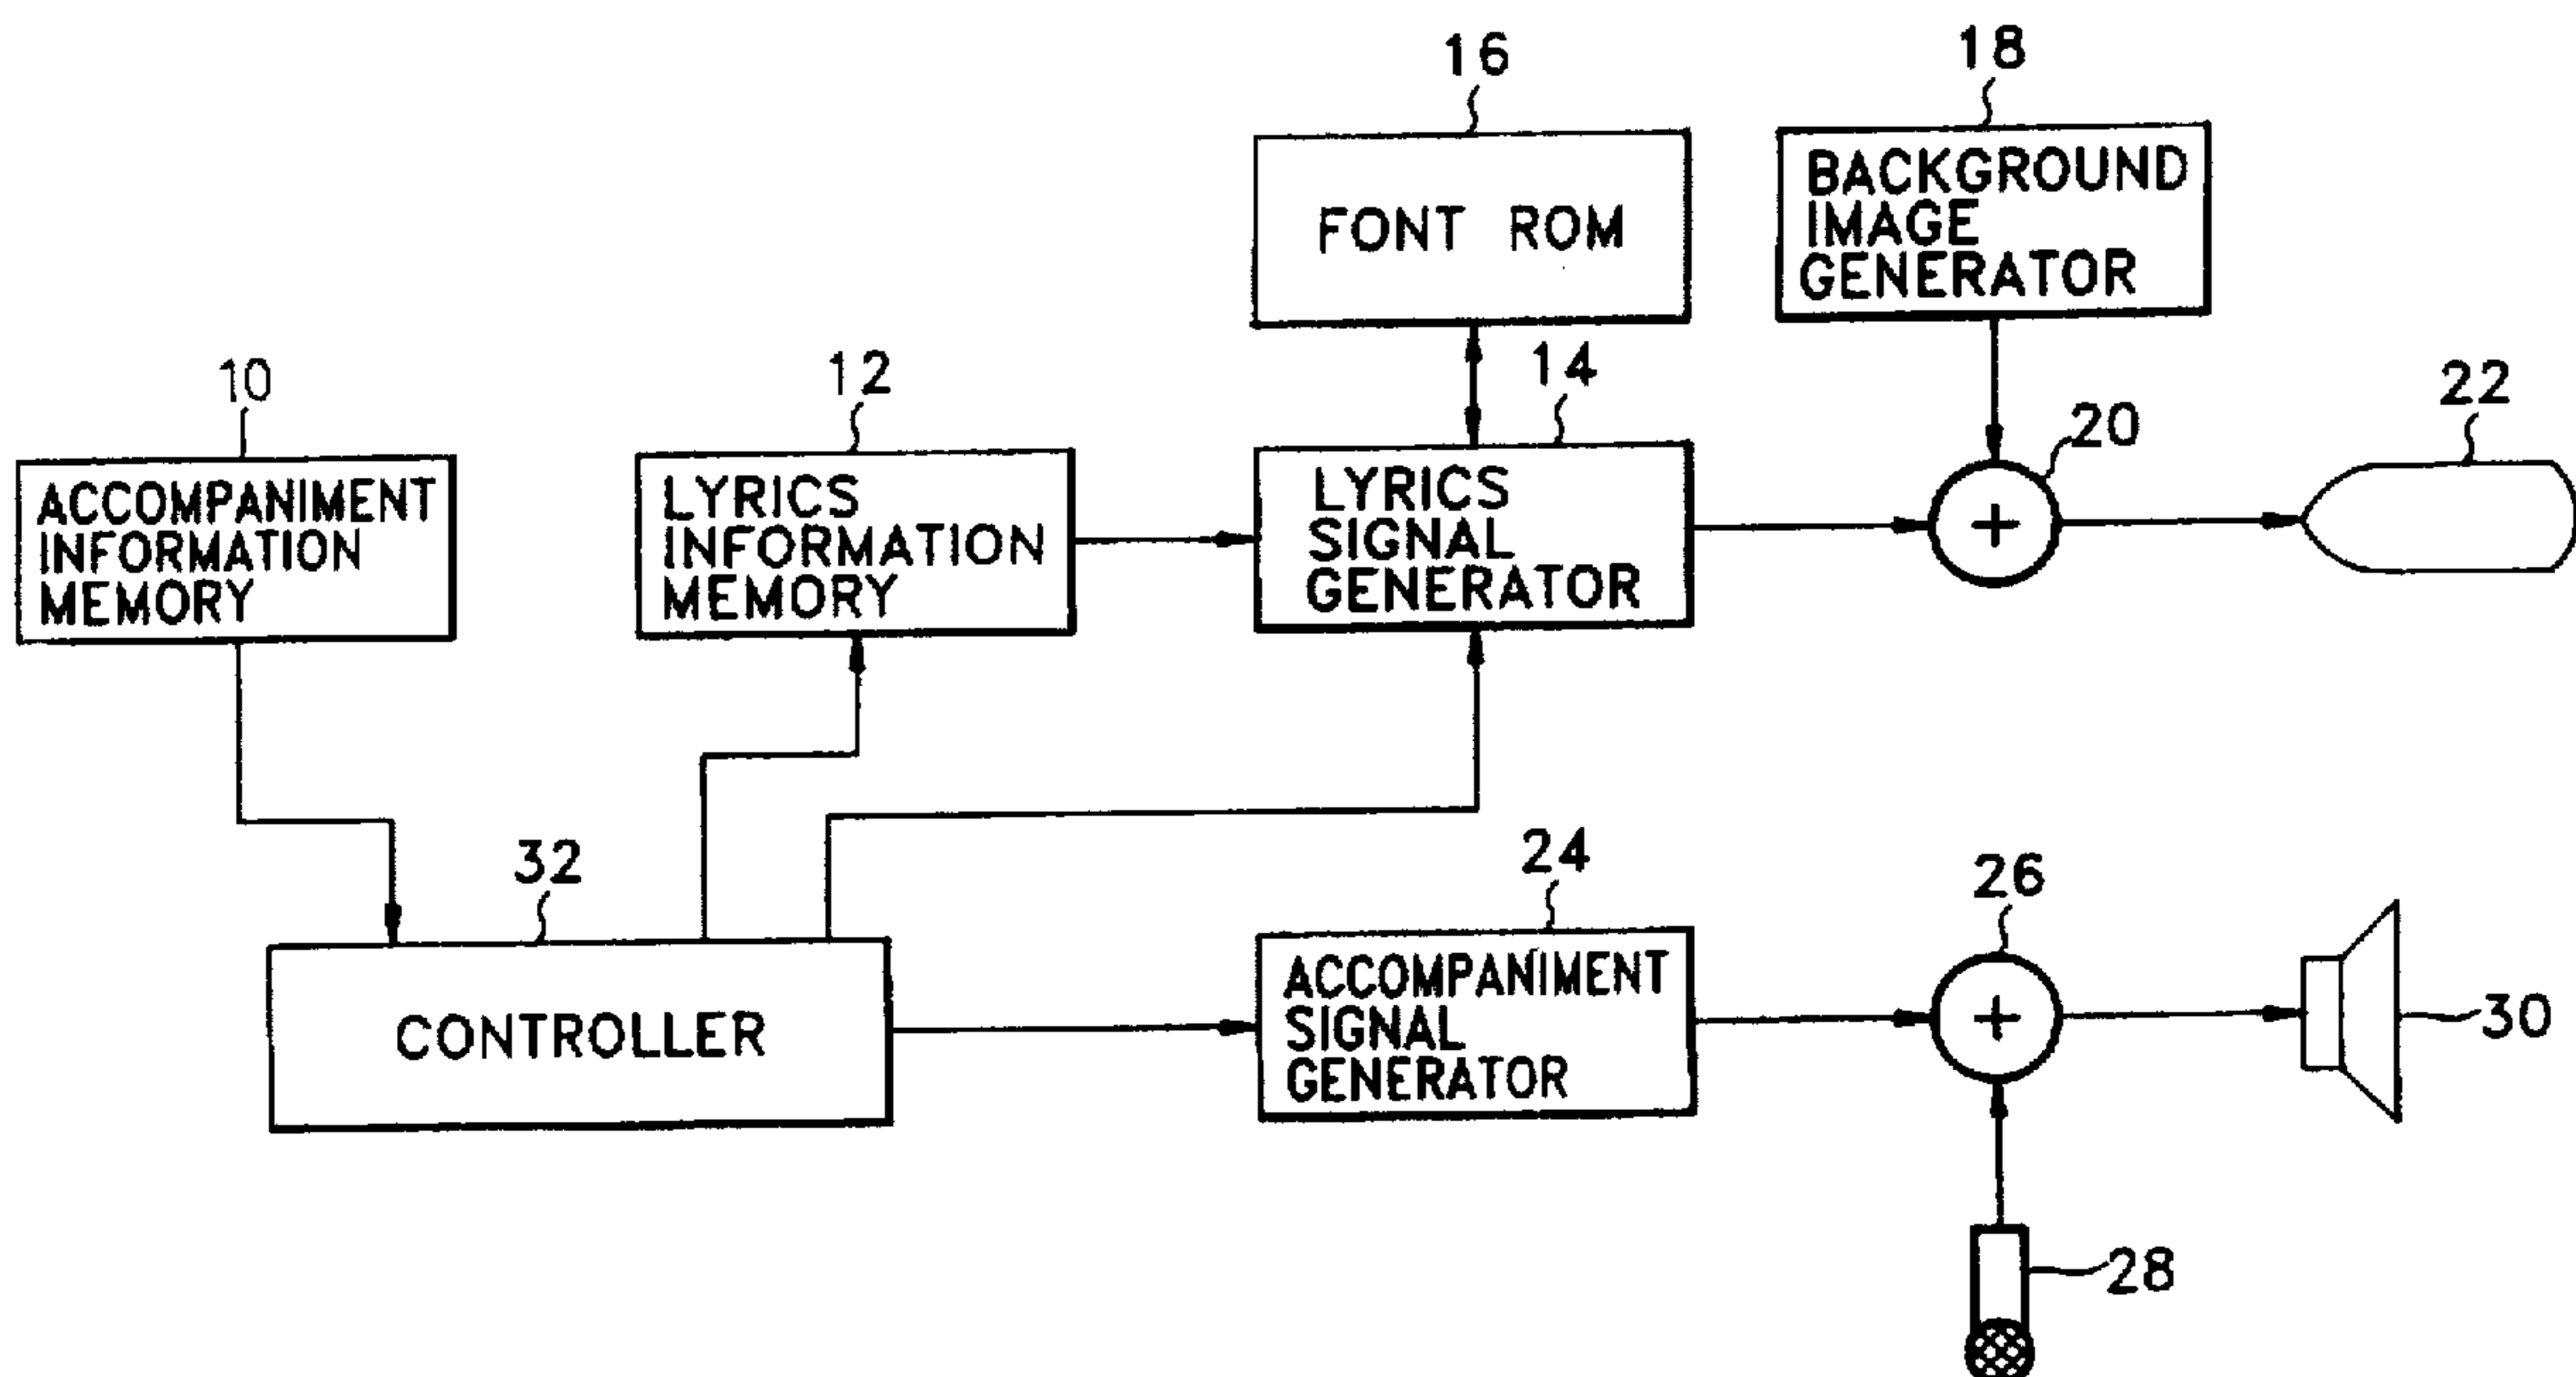 16
18
FONT ROM
BACKGROUND
IMAGE
GENERATOR
10
12
14
20
22
ACCOMPANIMENT
INFORMATION
MEMORY
LYRICS
INFORMATION
MEMORY
LYRICS
SIGNAL
GENERATOR
+
32
24
26
CONTROLLER
ACCOMPANIMENT
SIGNAL
GENERATOR
+
30
28